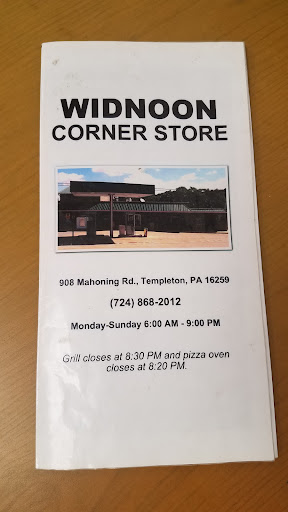 WIDNOON
CORNER STORE
908 Mahoning Rd., Templeton, PA 16259
(724) 868-2012
Monday-Sunday 6:00 AM - 9:00 PM
Grill closes at 8:30 PM and pizza oven
closes at 8:20 PM.